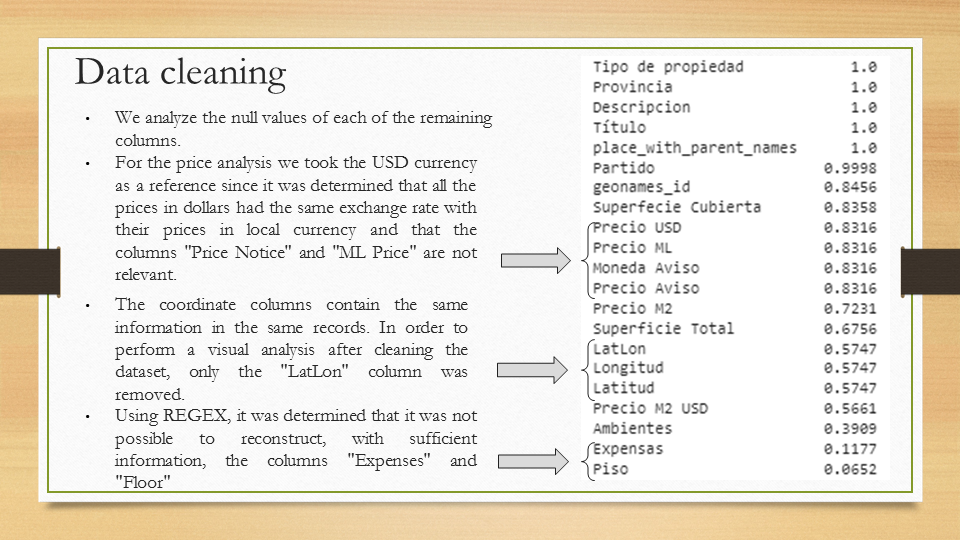 Data cleaning
• We analyze the null values of each of the remaining
columns.
• For the price analysis we took the USD currency
as a reference since it was determined that all the
prices in dollars had the same exchange rate with
their prices in local currency and that the
columns "Price Notice" and "ML Price" are not
relevant.
• The coordinate columns contain the same
information in the same records. In order to
perform a visual analysis after cleaning the
dataset, only the "LatLon" column was
removed.
• Using REGEX, it was determined that it was not
possible to reconstruct, with sufficient
information, the columns "Expenses" and
"Floor"
Tipo de propiedad 1.0
Provincia 1.0
Descripcion 1.0
Título 1.0
place_with_parent_names 1.0
Partido 0.9998
geonames_id 0.8456
Superfecie Cubierta 0.8358
Precio USD 0.8316
Precio ML 0.8316
Moneda Aviso 0.8316
Precio Aviso 0.8316
Precio M2 0.7231
Superficie Total 0.6756
LatLon 0.5747
Longitud 0.5747
Latitud 0.5747
Precio M2 USD 0.5661
Ambientes 0.3909
Expensas 0.1177
Piso 0.0652